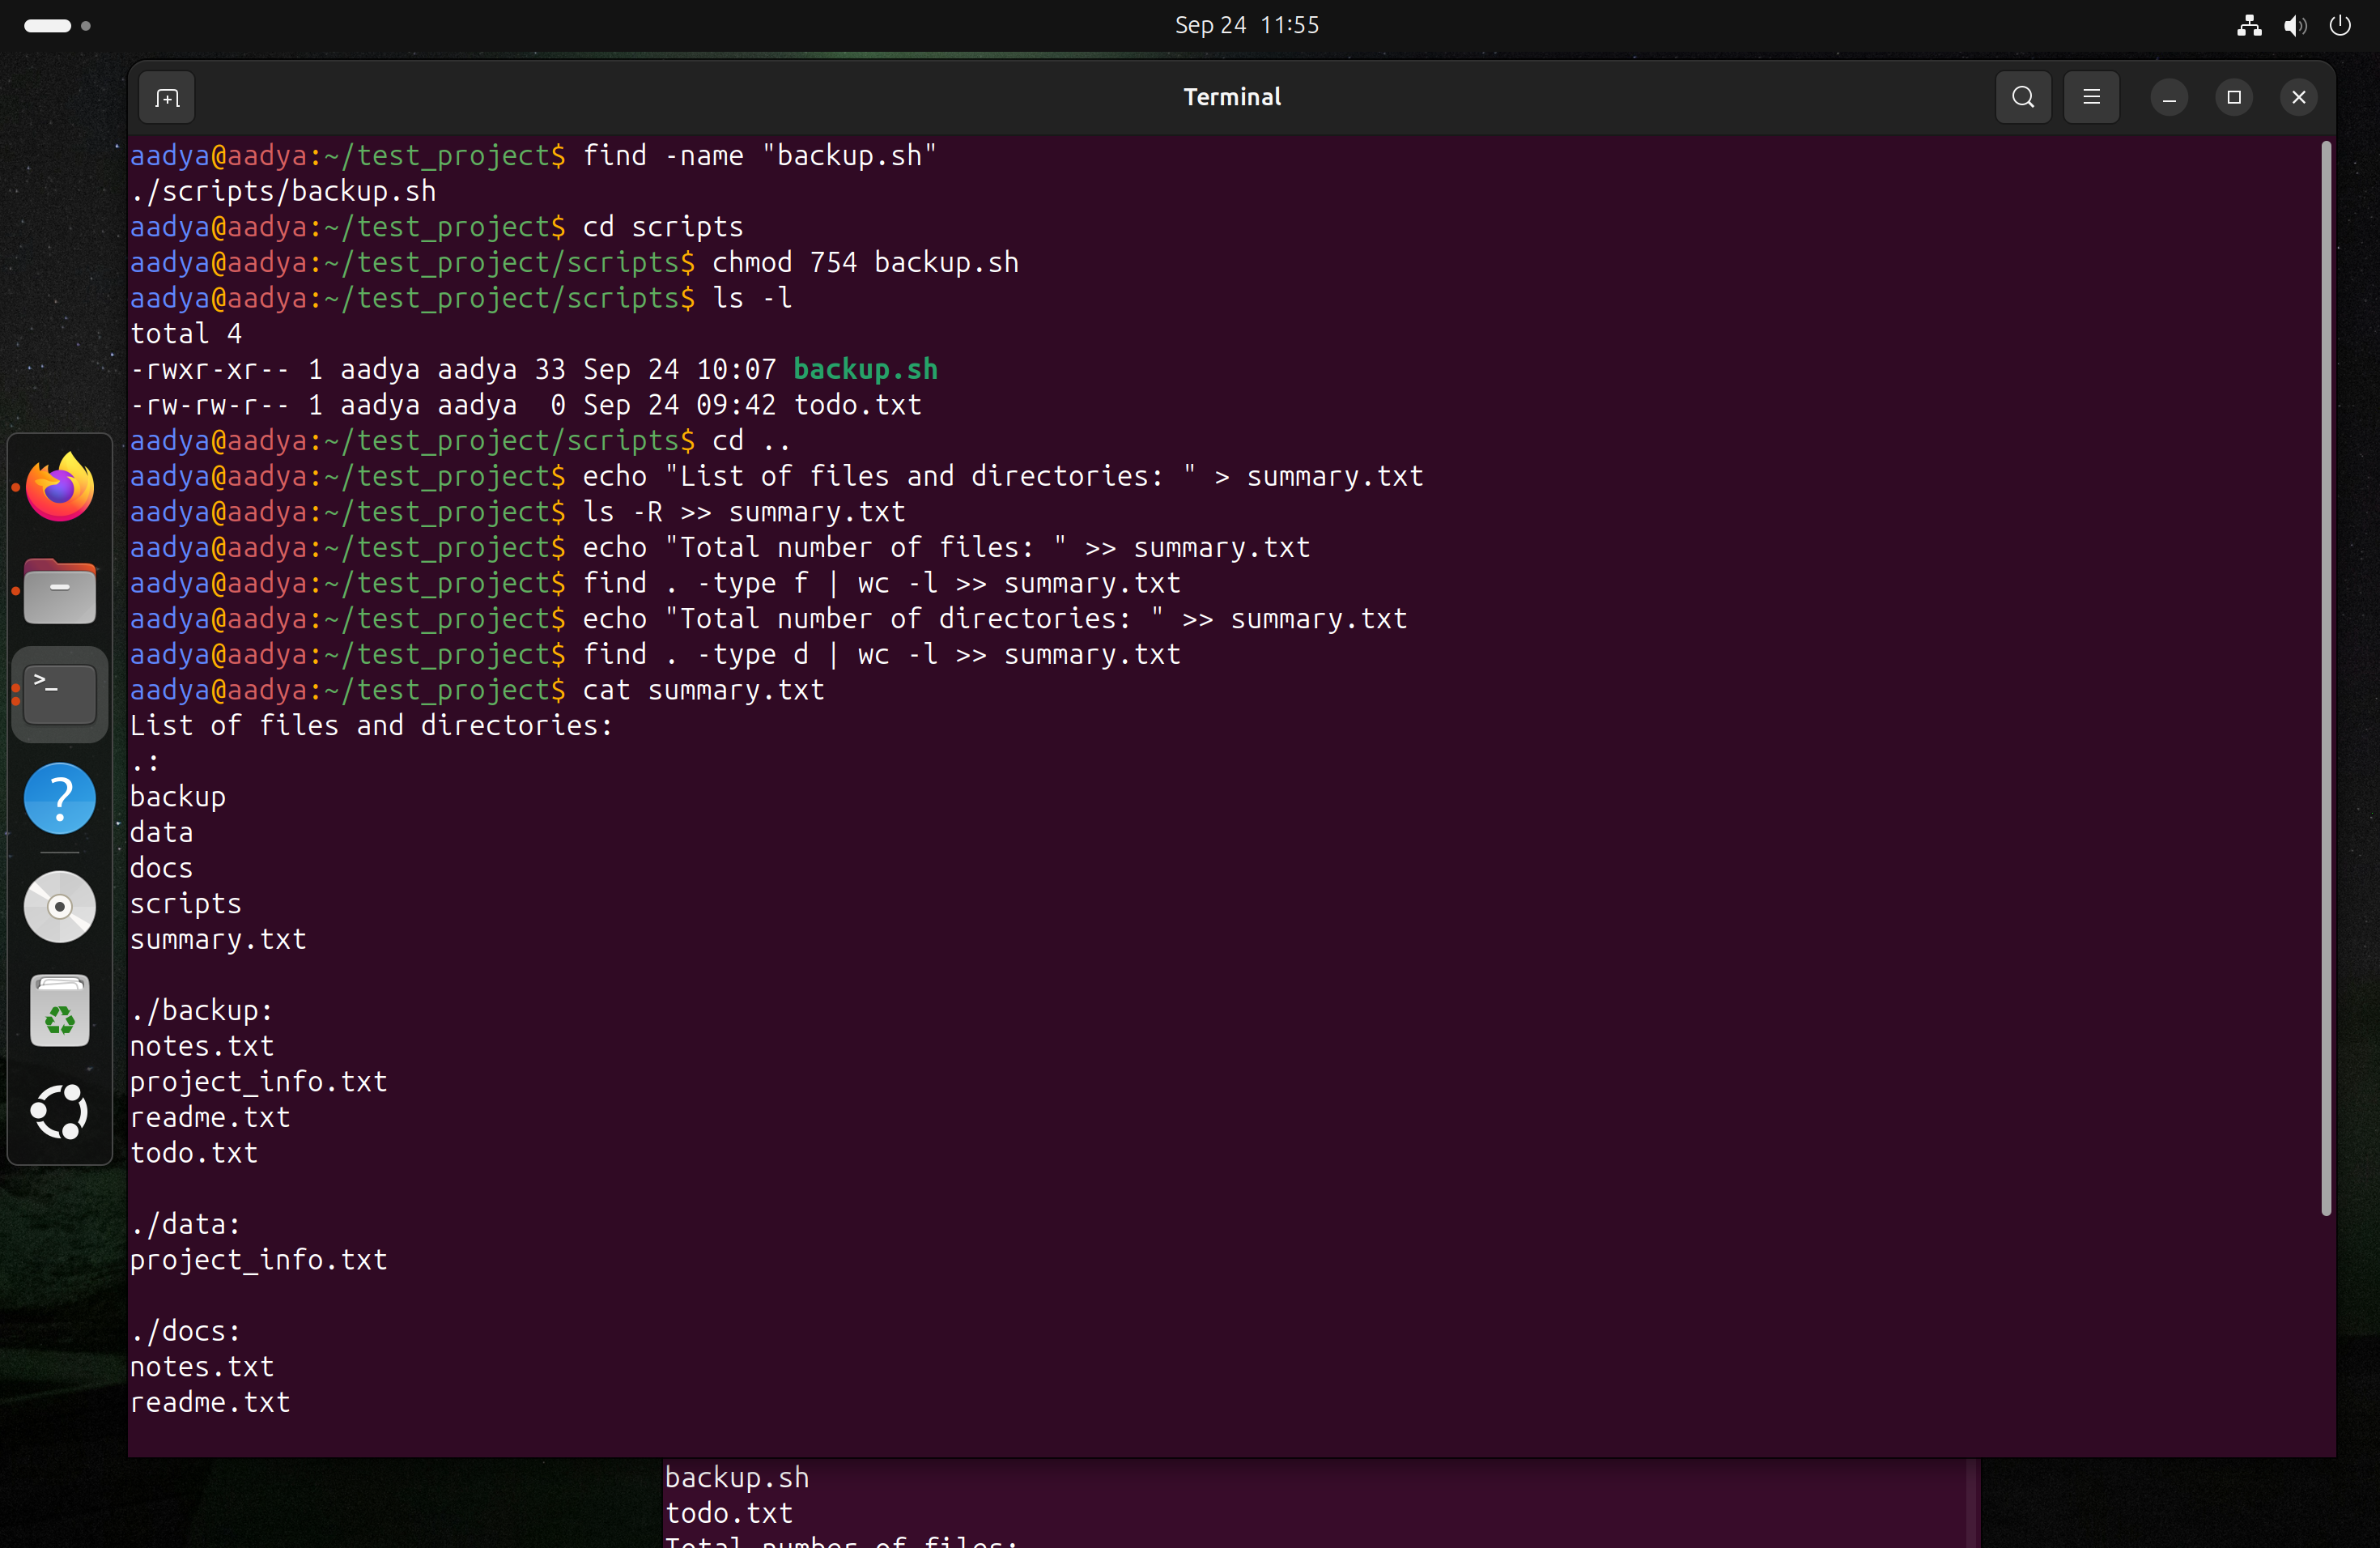 Sep 24 11:55
Terminal
aadya@aadya:~/test_project$ find -name "backup.sh"
./scripts/backup.sh
aadya@aadya:~/test_project$ cd scripts
aadya@aadya:~/test_project/scripts$ chmod 754 backup.sh
aadya@aadya:~/test_project/scripts$ ls -l
total 4
-rwxr-xr-- 1 aadya aadya 33 Sep 24 10:07 backup.sh
-rw-rw-r-- 1 aadya aadya  0 Sep 24 09:42 todo.txt
aadya@aadya:~/test_project/scripts$ cd ..
aadya@aadya:~/test_project$ echo "List of files and directories: " > summary.txt
aadya@aadya:~/test_project$ ls -R >> summary.txt
aadya@aadya:~/test_project$ echo "Total number of files: " >> summary.txt
aadya@aadya:~/test_project$ find . -type f | wc -l >> summary.txt
aadya@aadya:~/test_project$ echo "Total number of directories: " >> summary.txt
aadya@aadya:~/test_project$ find . -type d | wc -l >> summary.txt
aadya@aadya:~/test_project$ cat summary.txt
List of files and directories:
.:
backup
data
docs
scripts
summary.txt
./backup:
notes.txt
project_info.txt
readme.txt
todo.txt
./data:
project_info.txt
./docs:
notes.txt
readme.txt
backup.sh
todo.txt
Total number of files: